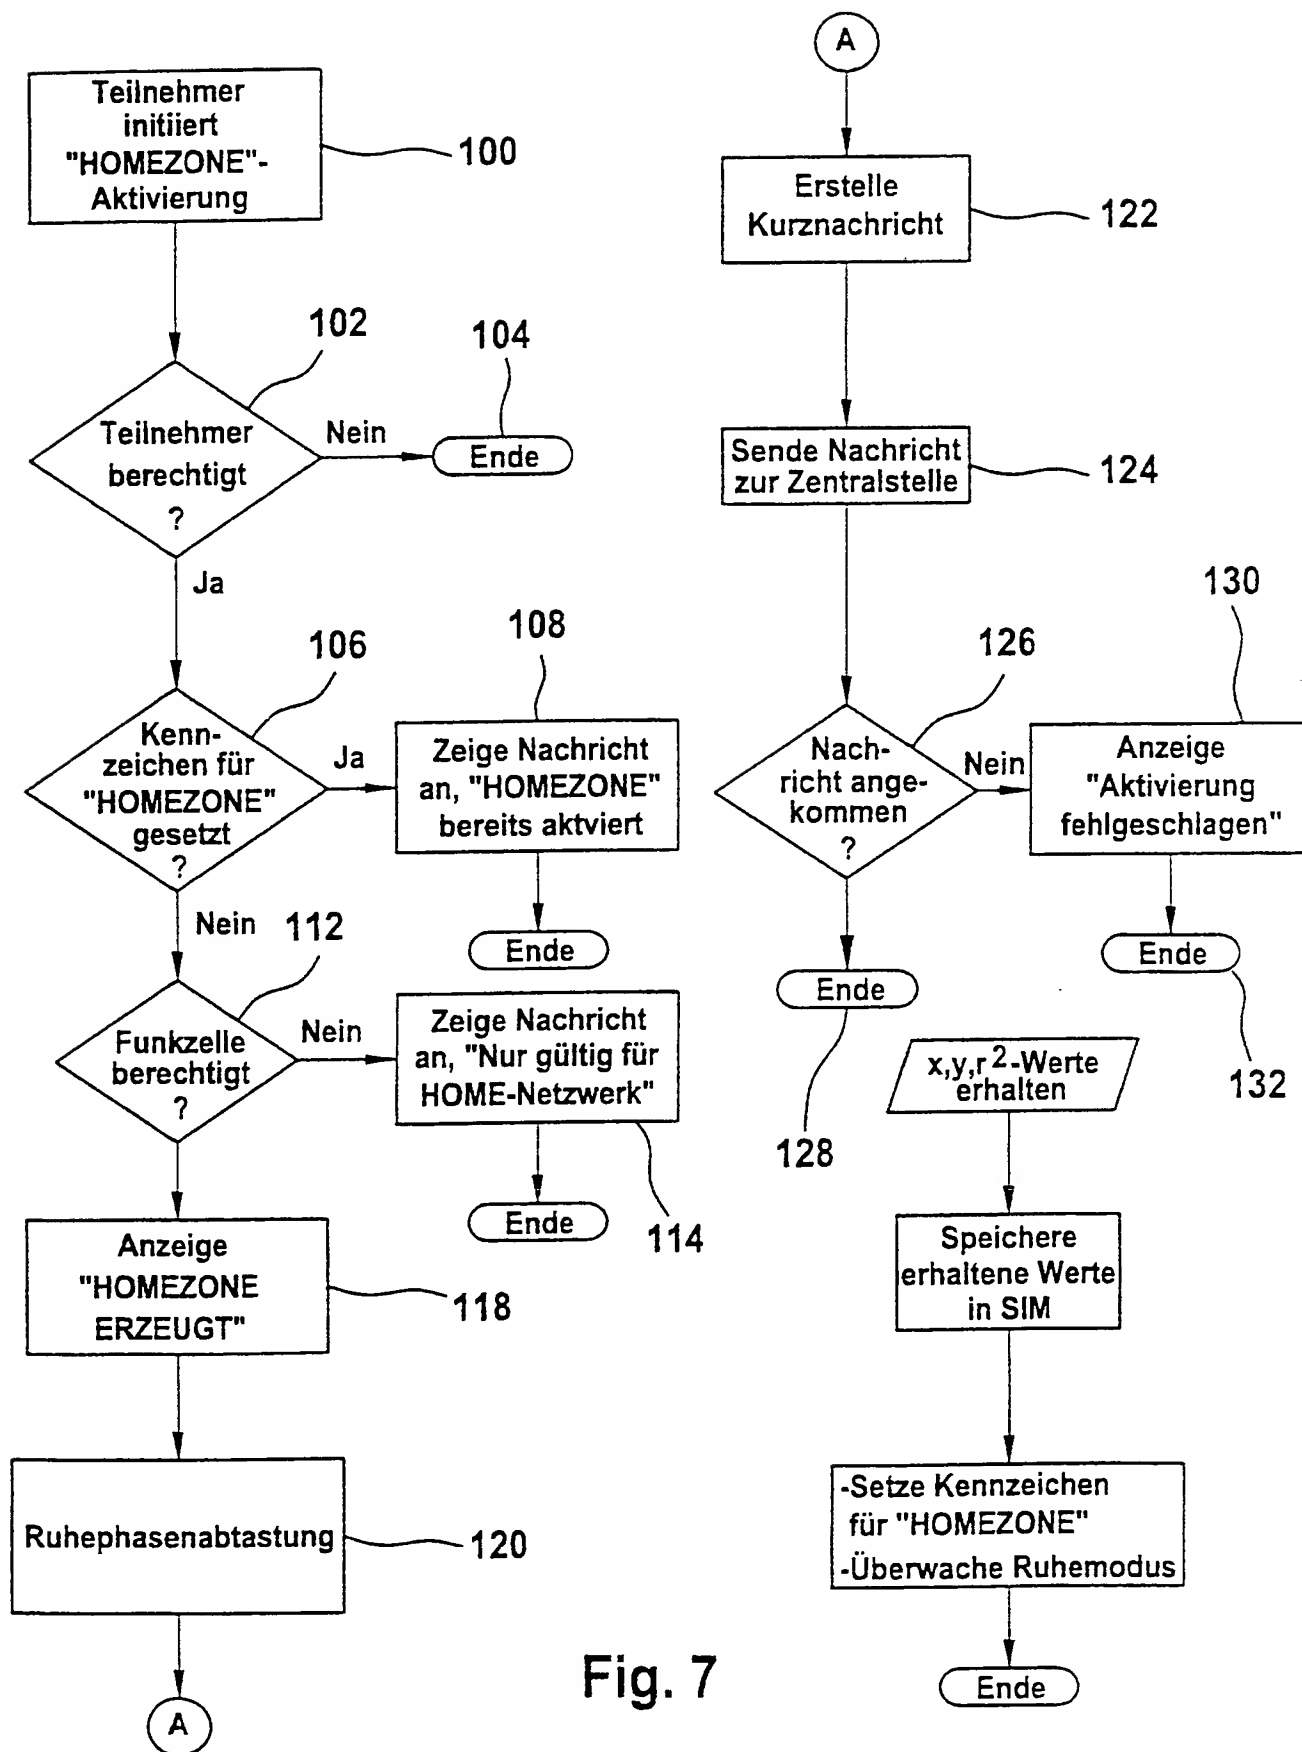 Teilnehmer
initiiert
"HOMEZONE"-
Aktivierung
100
102
104
Teilnehmer
berechtigt
?
Nein
Ende
Ja
106
108
Kenn-
zeichen für
"HOMEZONE"
gesetzt
?
Ja
Zeige Nachricht
an, "HOMEZONE"
bereits aktviert
Ende
Nein
112
Funkzelle
berechtigt
?
Nein
Zeige Nachricht
an, "Nur gültig für
HOME-Netzwerk"
114
Ende
Anzeige
"HOMEZONE
ERZEUGT"
118
Ruhephasenabtastung
120
A
A
Erstelle
Kurznachricht
122
Sende Nachricht
zur Zentralstelle
124
126
130
Nach-
richt ange-
kommen
?
Nein
Anzeige
"Aktivierung
fehlgeschlagen"
Ende
132
Ende
128
x,y,r²-Werte
erhalten
Speichere
erhaltene Werte
in SIM
-Setze Kennzeichen
für "HOMEZONE"
-Überwache Ruhemodus
Ende
Fig. 7